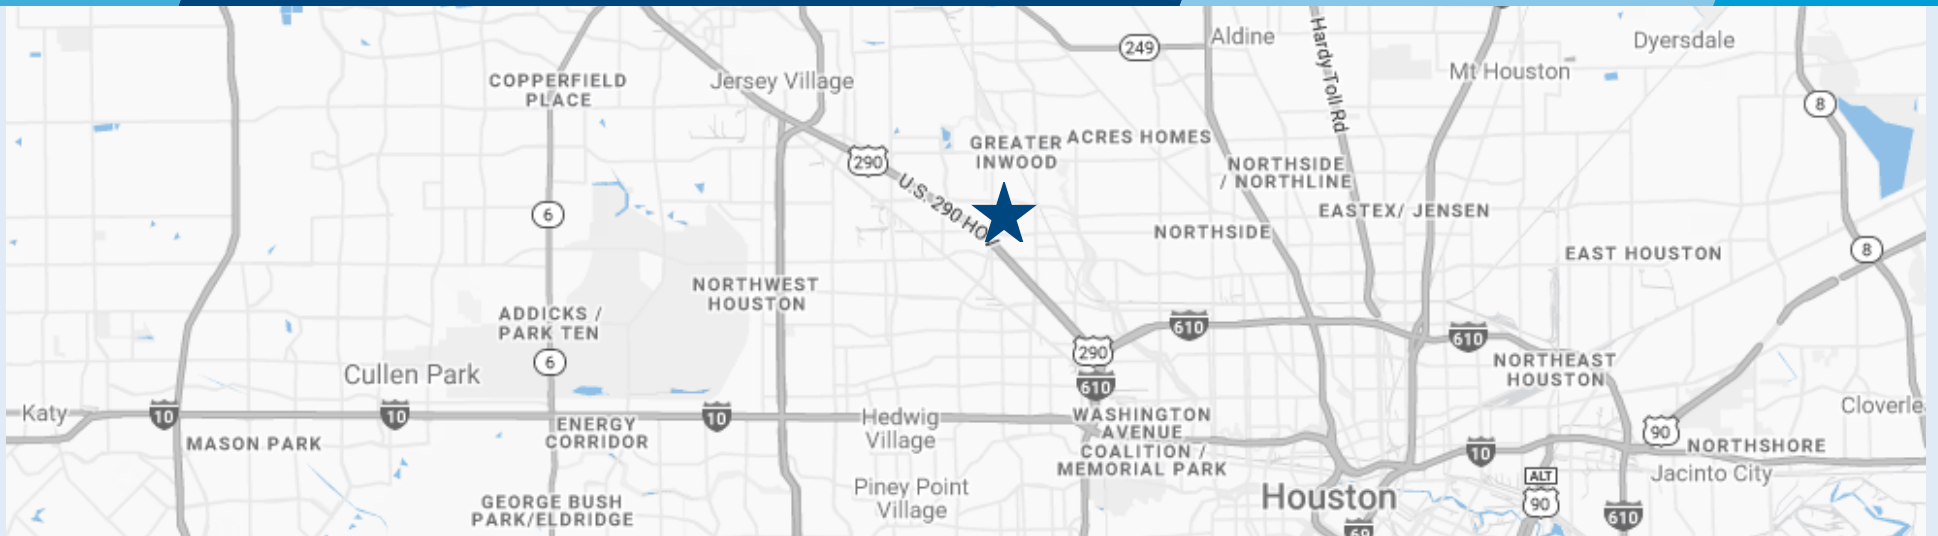 249
Aldine
Hardy Toll Rd
Dyersdale
COPPERFIELD
PLACE
Jersey Village
Mt Houston
8
GREATER
INWOOD
ACRES HOMES
290
U.S. 290 HOV
NORTHSIDE
/ NORTHLINE
6
EASTEX/ JENSEN
NORTHSIDE
EAST HOUSTON
8
NORTHWEST
HOUSTON
ADDICKS /
PARK TEN
610
610
290
6
Cullen Park
NORTHEAST
HOUSTON
610
Katy
10
10
10
Hedwig
Village
WASHINGTON
AVENUE
COALITION /
MEMORIAL PARK
Cloverle
MASON PARK
ENERGY
CORRIDOR
90
NORTHSHORE
10
Jacinto City
GEORGE BUSH
PARK/ELDRIDGE
Piney Point
Village
Houston
ALT
90
610